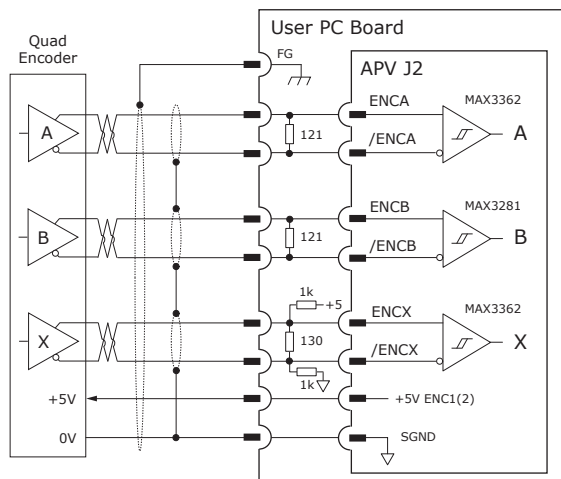 User PC Board
Quad
Encoder
FG
APV J2
A
121
ENCA
/ENCA
MAX3362
A
B
121
ENCB
/ENCB
MAX3281
B
1k
+5
X
130
ENCX
/ENCX
MAX3362
X
1k
+5V
+5V ENC1(2)
0V
SGND